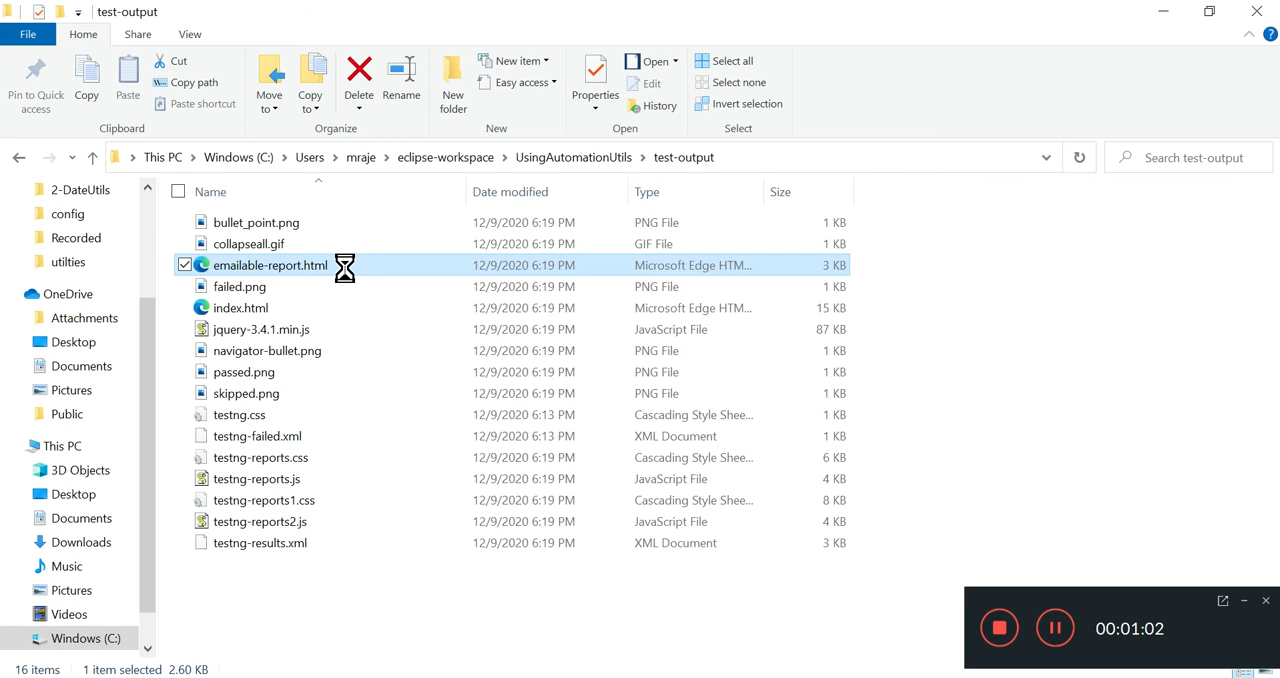 test-output
File Home Share View
Pin to Quick access
Copy
Paste
Cut
Copy path
Paste shortcut
Clipboard
Move to
Copy to
Delete
Rename
Organize
New folder
New item
Easy access
New
Properties
Open
Edit
History
Open
Select all
Select none
Invert selection
Select
This PC > Windows (C:) > Users > mraje > eclipse-workspace > UsingAutomationUtils > test-output
Search test-output
2-DateUtils
config
Recorded
utilties
OneDrive
Attachments
Desktop
Documents
Pictures
Public
This PC
3D Objects
Desktop
Documents
Downloads
Music
Pictures
Videos
Windows (C:)
Name Date modified Type Size
bullet_point.png 12/9/2020 6:19 PM PNG File 1 KB
collapseall.gif 12/9/2020 6:19 PM GIF File 1 KB
emailable-report.html 12/9/2020 6:19 PM Microsoft Edge HTM... 3 KB
failed.png 12/9/2020 6:19 PM PNG File 1 KB
index.html 12/9/2020 6:19 PM Microsoft Edge HTM... 15 KB
jquery-3.4.1.min.js 12/9/2020 6:19 PM JavaScript File 87 KB
navigator-bullet.png 12/9/2020 6:19 PM PNG File 1 KB
passed.png 12/9/2020 6:19 PM PNG File 1 KB
skipped.png 12/9/2020 6:19 PM PNG File 1 KB
testng.css 12/9/2020 6:13 PM Cascading Style Shee... 1 KB
testng-failed.xml 12/9/2020 6:13 PM XML Document 1 KB
testng-reports.css 12/9/2020 6:19 PM Cascading Style Shee... 6 KB
testng-reports.js 12/9/2020 6:19 PM JavaScript File 4 KB
testng-reports1.css 12/9/2020 6:19 PM Cascading Style Shee... 8 KB
testng-reports2.js 12/9/2020 6:19 PM JavaScript File 4 KB
testng-results.xml 12/9/2020 6:19 PM XML Document 3 KB
00:01:02
16 items 1 item selected 2.60 KB